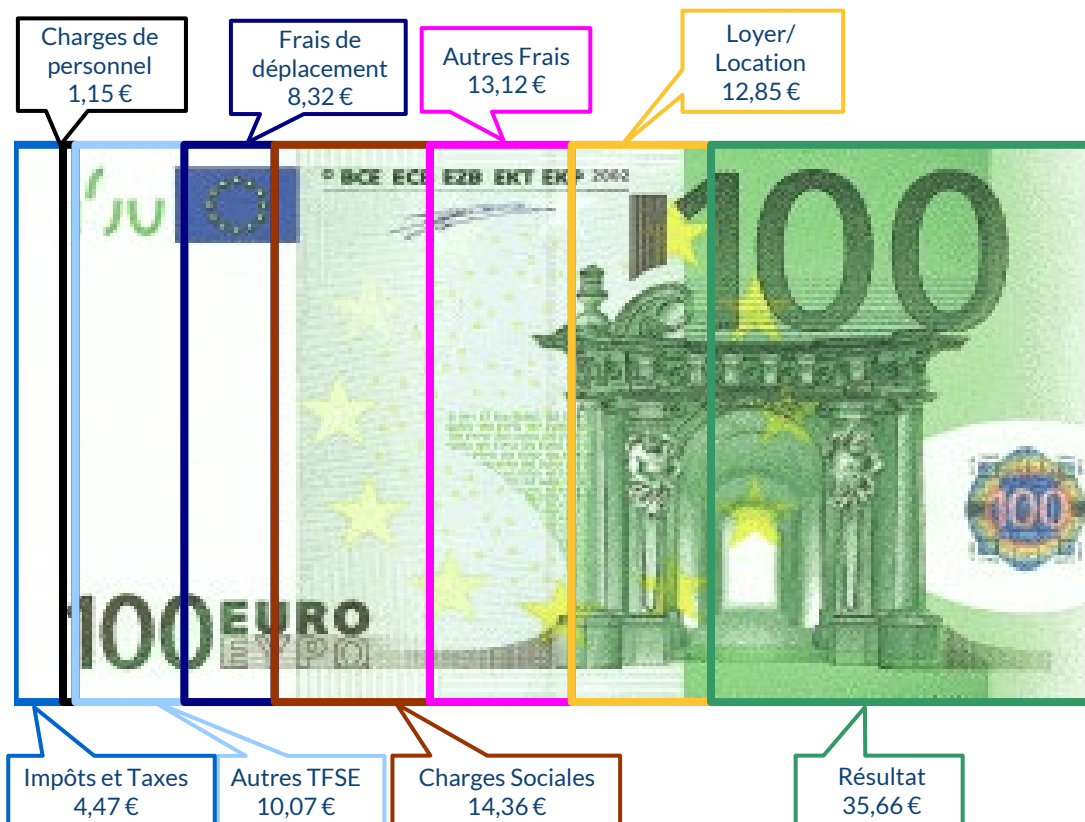 Charges de
personnel
1,15 €
Frais de
déplacement
8,32 €
Autres Frais
13,12 €
Loyer/
Location
12,85 €
© BCE ECB EZB EKT EKP 2002
100
100
100 EURO
ΕΥΡΩ
Impôts et Taxes
4,47 €
Autres TFSE
10,07 €
Charges Sociales
14,36 €
Résultat
35,66 €